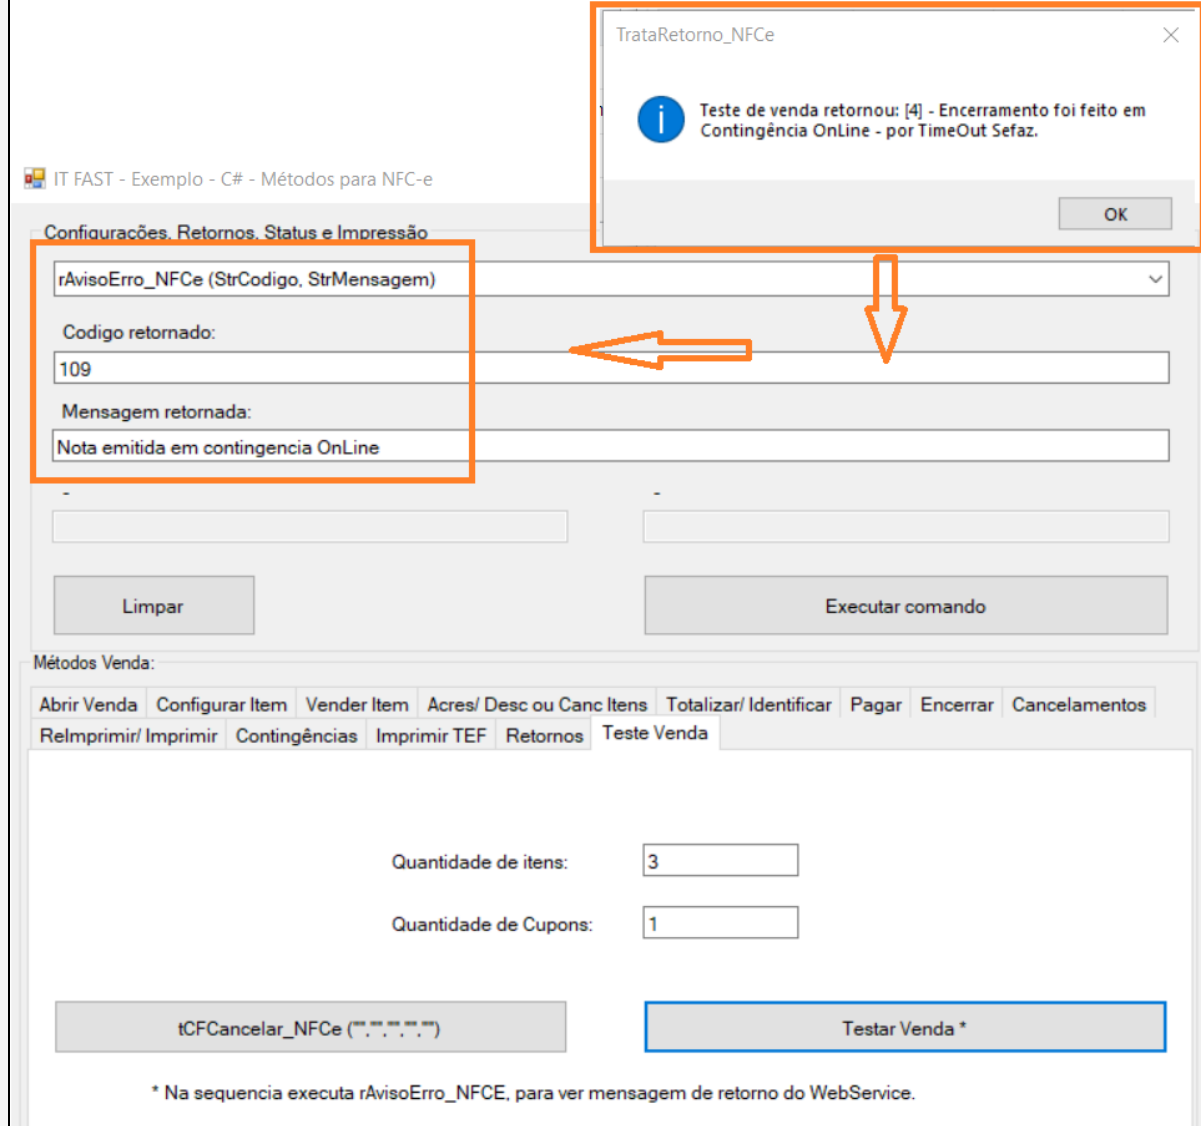 TrataRetorno_NFCe
Teste de venda retornou: [4] - Encerramento foi feito em
Contingência OnLine - por TimeOut Sefaz.
OK
IT FAST - Exemplo - C# - Métodos para NFC-e
Configurações, Retornos, Status e Impressão
rAvisoErro_NFCe (StrCodigo, StrMensagem)
Codigo retornado:
109
Mensagem retornada:
Nota emitida em contingencia OnLine
- -
Limpar Executar comando
Métodos Venda:
Abrir Venda Configurar Item Vender Item Acres/ Desc ou Canc Itens Totalizar/ Identificar Pagar Encerrar Cancelamentos
ReImprimir/ Imprimir Contingências Imprimir TEF Retornos Teste Venda
Quantidade de itens: 3
Quantidade de Cupons: 1
tCFCancelar_NFCe ("","","","","") Testar Venda *
* Na sequencia executa rAvisoErro_NFCE, para ver mensagem de retorno do WebService.